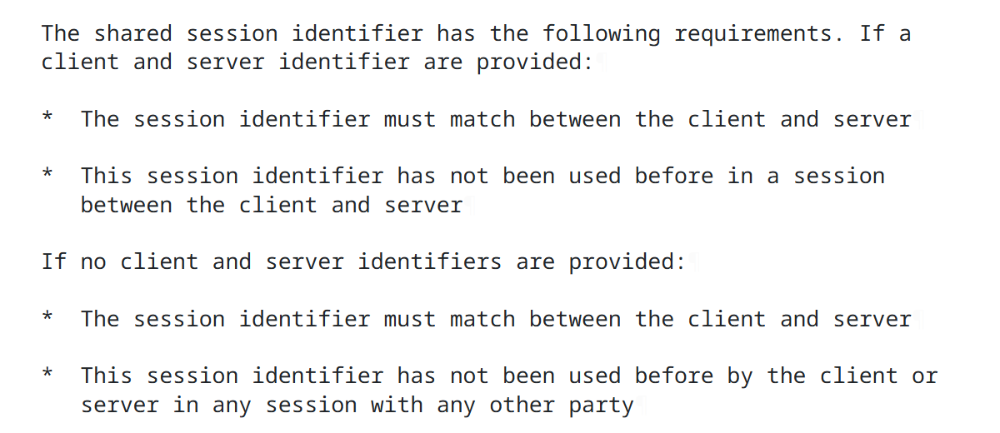 The shared session identifier has the following requirements. If a
client and server identifier are provided:
* The session identifier must match between the client and server
* This session identifier has not been used before in a session
between the client and server
If no client and server identifiers are provided:
* The session identifier must match between the client and server
* This session identifier has not been used before by the client or
server in any session with any other party